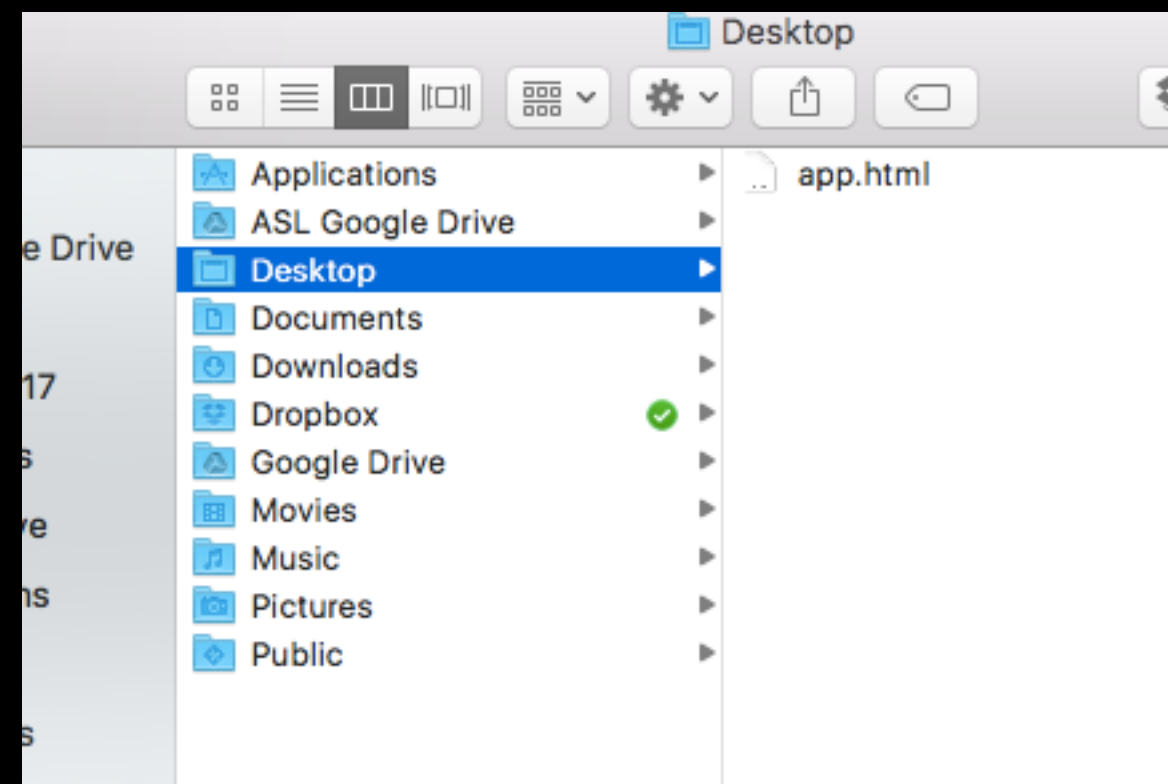 Desktop
e Drive
17
s
ve
ns
s
Applications
ASL Google Drive
Desktop
Documents
Downloads
Dropbox
Google Drive
Movies
Music
Pictures
Public
app.html